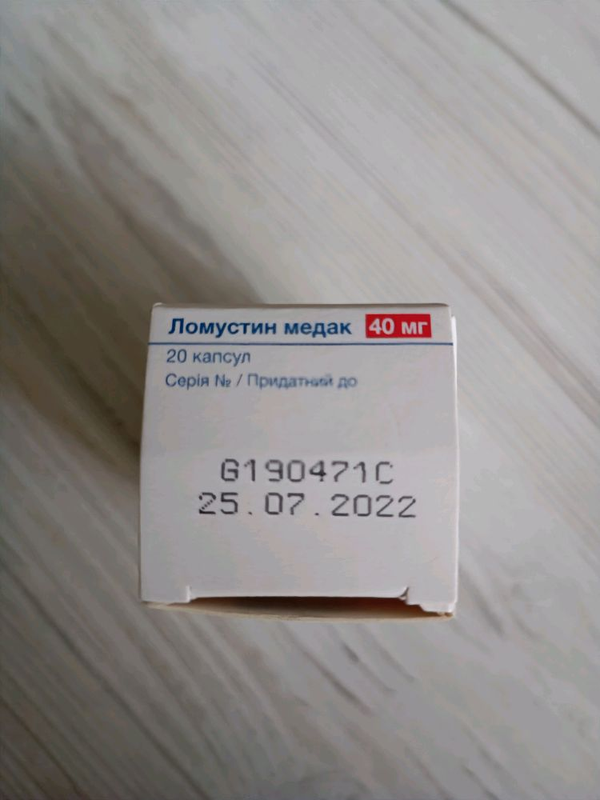 Ломустин медак 40 мг
20 капсул
Серія № / Придатний до
G190471C
25.07.2022